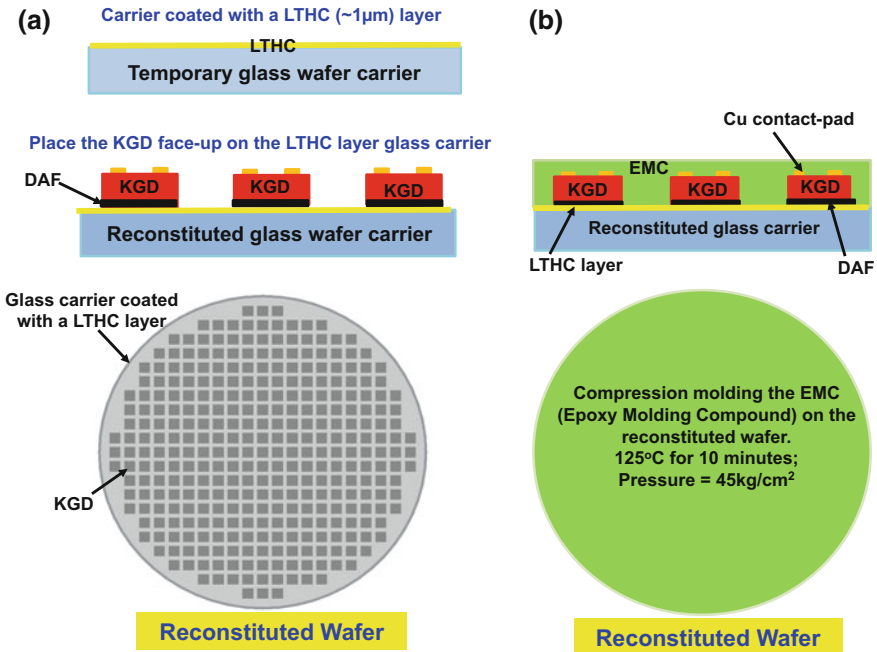 (a)
Carrier coated with a LTHC (~1μm) layer
LTHC
Temporary glass wafer carrier
Place the KGD face-up on the LTHC layer glass carrier
DAF
KGD
KGD
KGD
Reconstituted glass wafer carrier
Glass carrier coated
with a LTHC layer
KGD
Reconstituted Wafer
(b)
Cu contact-pad
EMC
KGD
KGD
KGD
Reconstituted glass carrier
LTHC layer
DAF
Compression molding the EMC
(Epoxy Molding Compound) on the
reconstituted wafer.
125ºC for 10 minutes;
Pressure = 45kg/cm²
Reconstituted Wafer